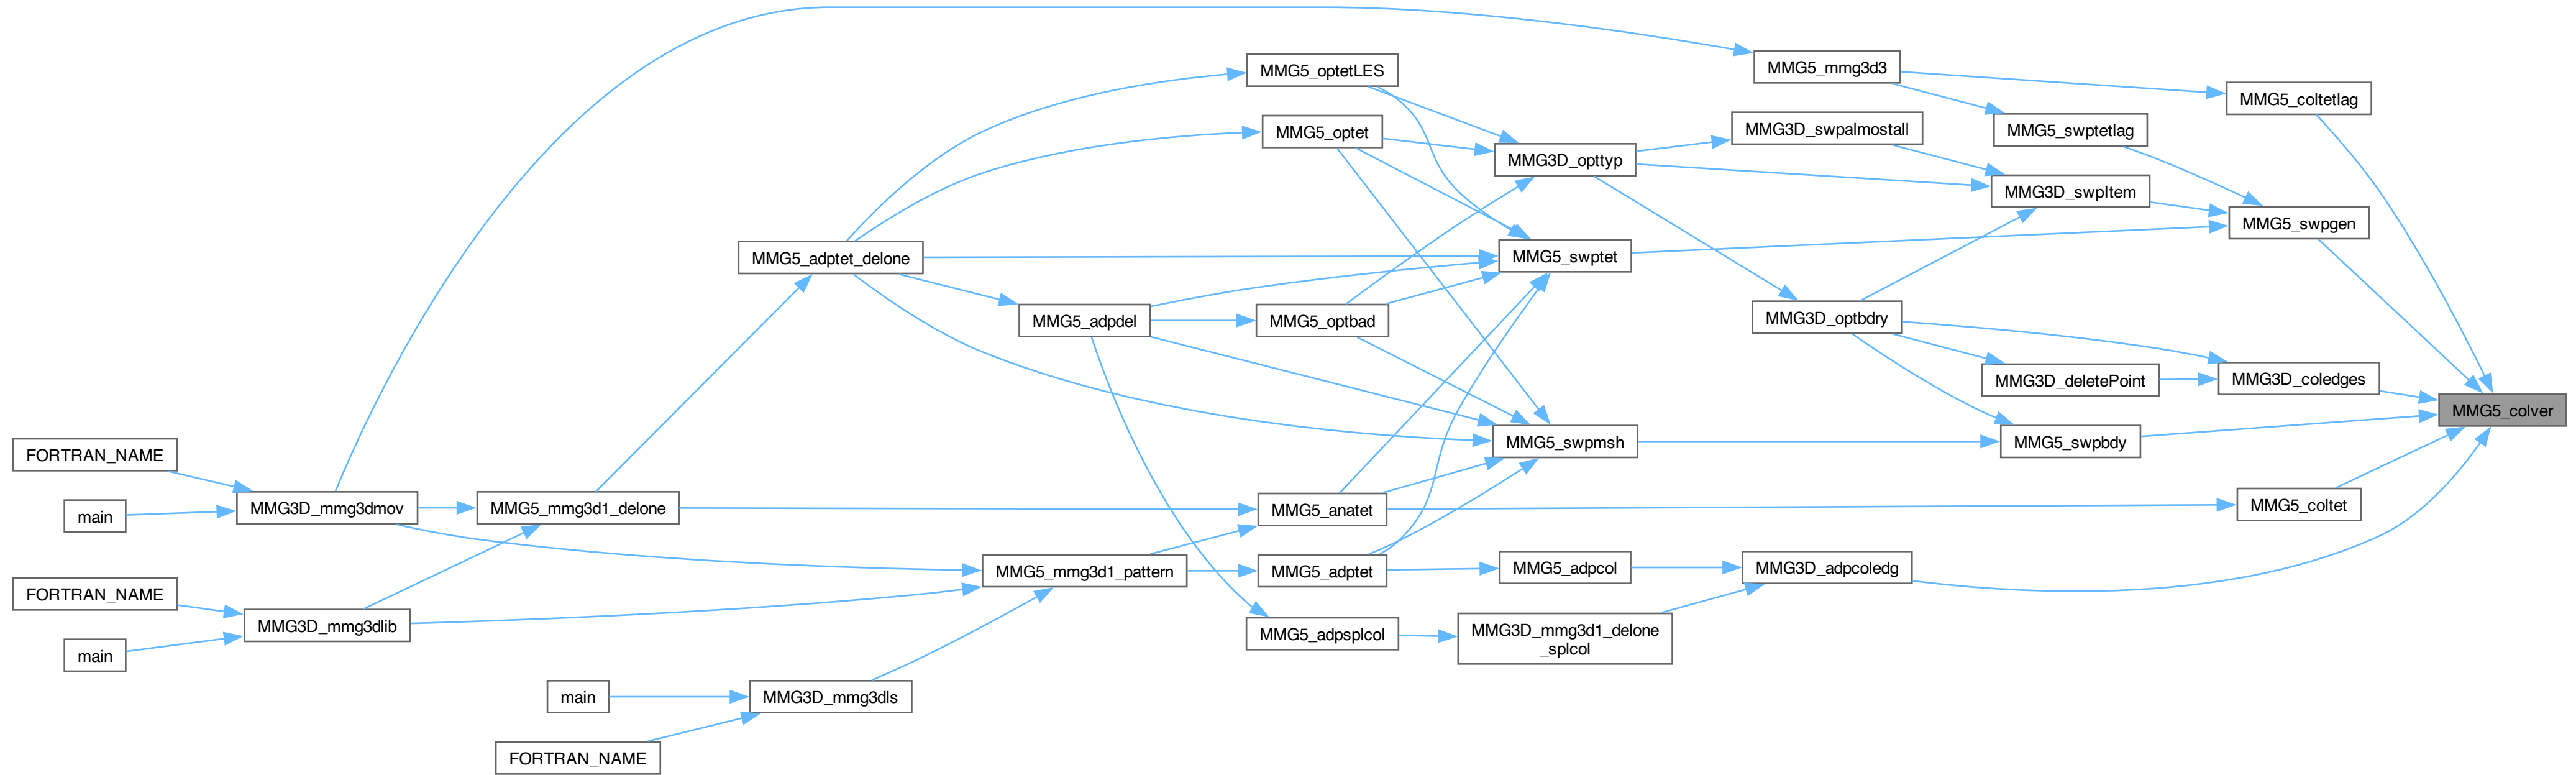 MMG5_optetLES
MMG5_mmg3d3
MMG5_coltetlag
MMG5_optet
MMG3D_swpalmostall
MMG5_swptetlag
MMG3D_opttyp
MMG3D_swpItem
MMG5_swpgen
MMG5_adptet_delone
MMG5_swptet
MMG5_adpdel
MMG5_optbad
MMG3D_optbdry
MMG3D_deletePoint
MMG3D_coledges
MMG5_colver
FORTRAN_NAME
MMG5_swpmsh
MMG5_swpbdy
main
MMG3D_mmg3dmov
MMG5_mmg3d1_delone
MMG5_anatet
MMG5_coltet
MMG5_mmg3d1_pattern
MMG5_adptet
MMG5_adpcol
MMG3D_adpcoledg
FORTRAN_NAME
MMG3D_mmg3dlib
MMG5_adpsplcol
MMG3D_mmg3d1_delone
_splcol
main
main
MMG3D_mmg3dls
FORTRAN_NAME